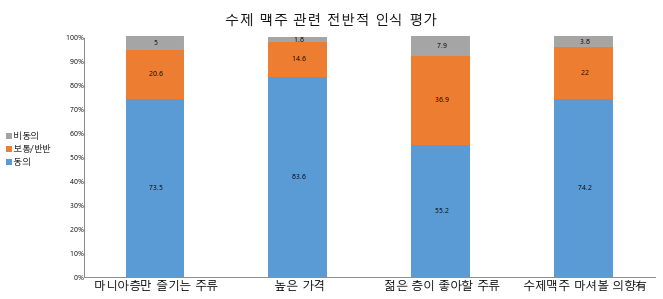 수제 맥주 관련 전반적 인식 평가
100%
90%
80%
70%
60%
50%
40%
30%
20%
10%
0%
비동의
보통/반반
동의
5
20.6
73.5
1.8
14.6
83.6
7.9
36.9
55.2
3.8
22
74.2
마니아층만 즐기는 주류
높은 가격
젊은 층이 좋아할 주류
수제맥주 마셔볼 의향有